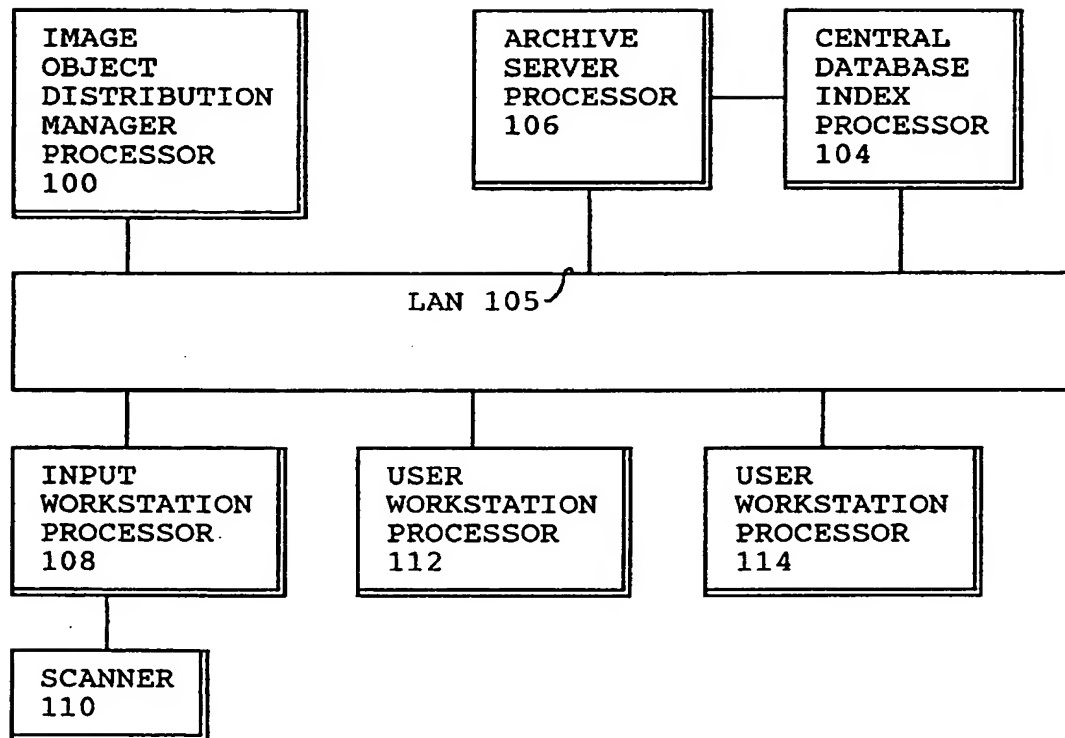 IMAGE
OBJECT
DISTRIBUTION
MANAGER
PROCESSOR
100
ARCHIVE
SERVER
PROCESSOR
106
CENTRAL
DATABASE
INDEX
PROCESSOR
104
LAN 105
INPUT
WORKSTATION
PROCESSOR
108
USER
WORKSTATION
PROCESSOR
112
USER
WORKSTATION
PROCESSOR
114
SCANNER
110